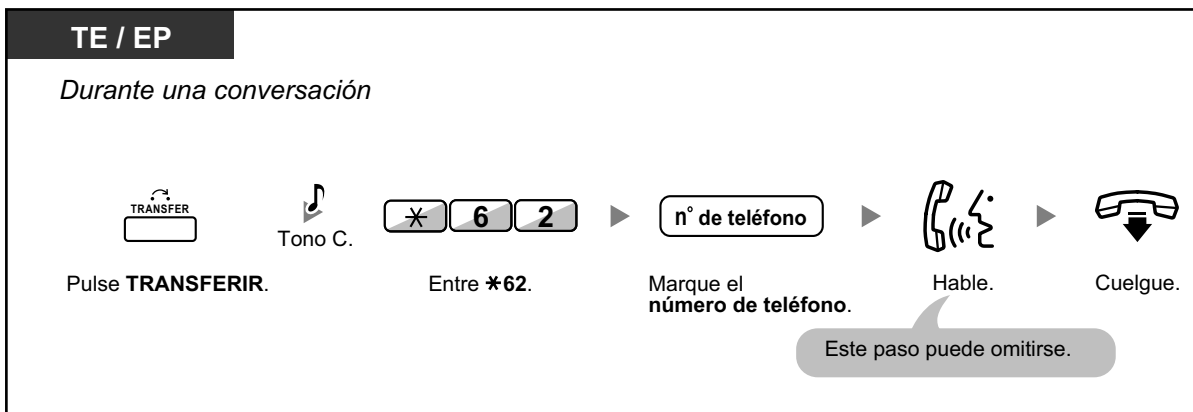 TE / EP
Durante una conversación
TRANSFER
Tono C.
* 6 2
n° de teléfono
Pulse TRANSFERIR.
Entre *62.
Marque el
número de teléfono.
Hable.
Cuelgue.
Este paso puede omitirse.